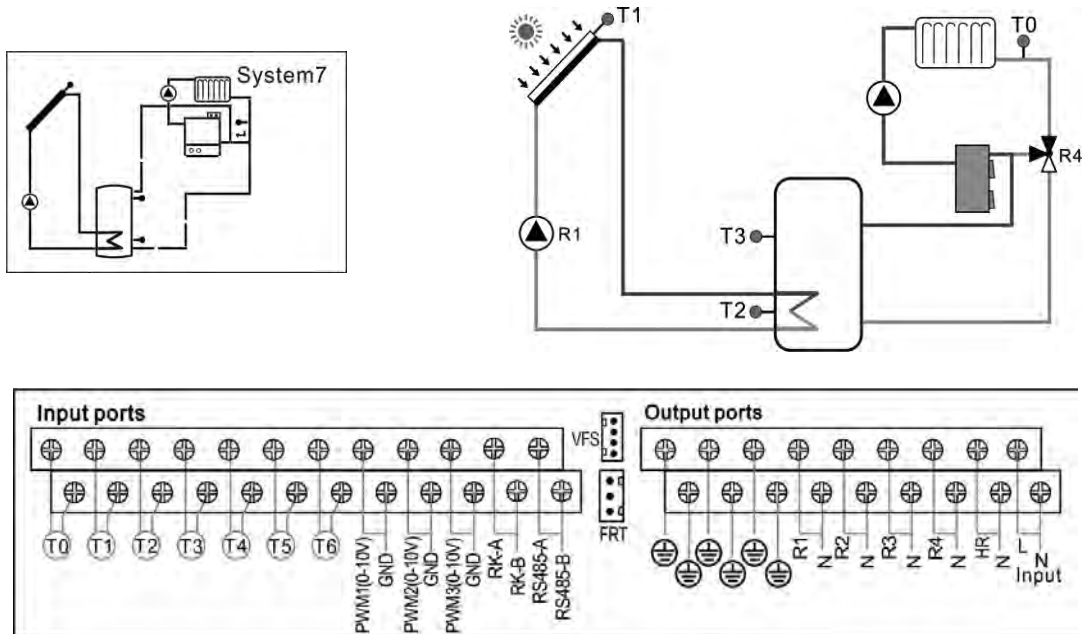 System7
T1
T0
R4
R1
T3
T2
Input ports
VFS
FRT
T0 T1 T2 T3 T4 T5 T6 PWM1(0-10V) GND PWM2(0-10V) GND PWM3(0-10V) GND RK-A RK-B RS485-A RS485-B
Output ports
R1 N R2 N R3 N R4 N HR N L N
Input